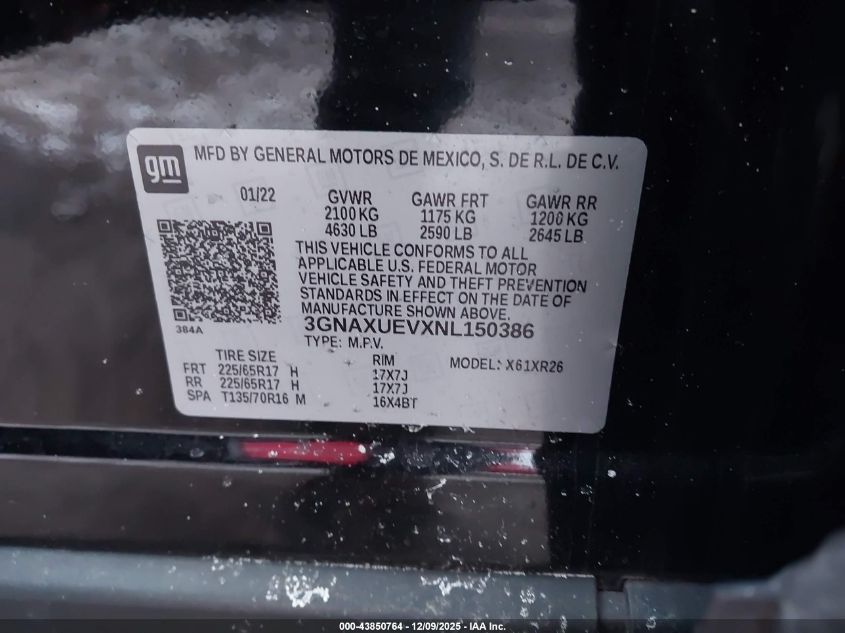 gm
MFD BY GENERAL MOTORS DE MEXICO, S. DE R.L. DE C.V.
01/22 GVWR GAWR FRT GAWR RR
2100 KG 1175 KG 1200 KG
4630 LB 2590 LB 2645 LB
THIS VEHICLE CONFORMS TO ALL
APPLICABLE U.S. FEDERAL MOTOR
VEHICLE SAFETY AND THEFT PREVENTION
STANDARDS IN EFFECT ON THE DATE OF
MANUFACTURE SHOWN ABOVE.
384A
3GNAXUEVXNL150386
TYPE: M.P.V.
TIRE SIZE RIM MODEL: X61XR26
FRT 225/65R17 H 17X7J
RR 225/65R17 H 17X7J
SPA T135/70R16 M 16X4BT
000-43850764 - 12/09/2025 - IAA Inc.